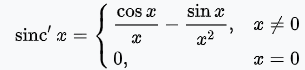 sinc′ x = { cos x / x − sin x / x², x ≠ 0
0, x = 0